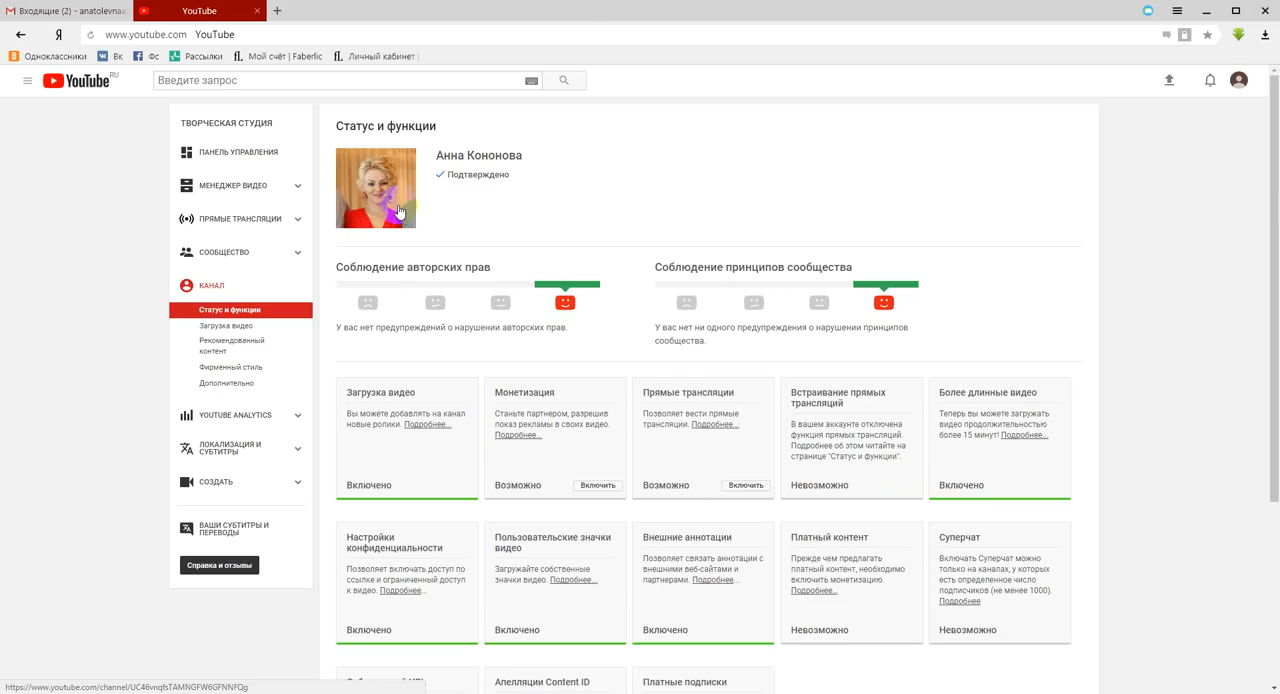 Входящие (2) - anatolevnaa
YouTube
www.youtube.com YouTube
Одноклассники
Вк
Фс
Рассылки
Мой счёт | Faberlic
Личный кабинет
YouTube RU
Введите запрос
ТВОРЧЕСКАЯ СТУДИЯ
ПАНЕЛЬ УПРАВЛЕНИЯ
МЕНЕДЖЕР ВИДЕО
ПРЯМЫЕ ТРАНСЛЯЦИИ
СООБЩЕСТВО
КАНАЛ
Статус и функции
Загрузка видео
Рекомендованный
контент
Фирменный стиль
Дополнительно
YOUTUBE ANALYTICS
ЛОКАЛИЗАЦИЯ И
СУБТИТРЫ
СОЗДАТЬ
ВАШИ СУБТИТРЫ И
ПЕРЕВОДЫ
Справка и отзывы
Статус и функции
Анна Кононова
Подтверждено
Соблюдение авторских прав
У вас нет предупреждений о нарушении авторских прав.
Соблюдение принципов сообщества
У вас нет ни одного предупреждения о нарушении принципов
сообщества.
Загрузка видео
Вы можете добавлять на канал
новые ролики. Подробнее...
Включено
Монетизация
Станьте партнером, разрешив
показ рекламы в своих видео.
Подробнее...
Возможно
Включить
Прямые трансляции
Позволяет вести прямые
трансляции. Подробнее...
Возможно
Включить
Встраивание прямых
трансляций
В вашем аккаунте отключена
функция прямых трансляций.
Подробнее об этом читайте на
странице "Статус и функции".
Невозможно
Более длинные видео
Теперь вы можете загружать
видео продолжительностью
более 15 минут! Подробнее...
Включено
Настройки
конфиденциальности
Позволяет включать доступ по
ссылке и ограниченный доступ
к видео. Подробнее...
Включено
Пользовательские значки
видео
Загружайте собственные
значки видео. Подробнее...
Включено
Внешние аннотации
Позволяет связать аннотации с
внешними веб-сайтами и
партнерами. Подробнее...
Включено
Платный контент
Прежде чем предлагать
платный контент, необходимо
включить монетизацию.
Подробнее...
Невозможно
Суперчат
Включать Суперчат можно
только на каналах, у которых
есть определенное число
подписчиков (не менее 1000).
Подробнее
Невозможно
Апелляции Content ID
Платные подписки
https://www.youtube.com/channel/UC46vnqfsTAMNGFW6GFNNFQg